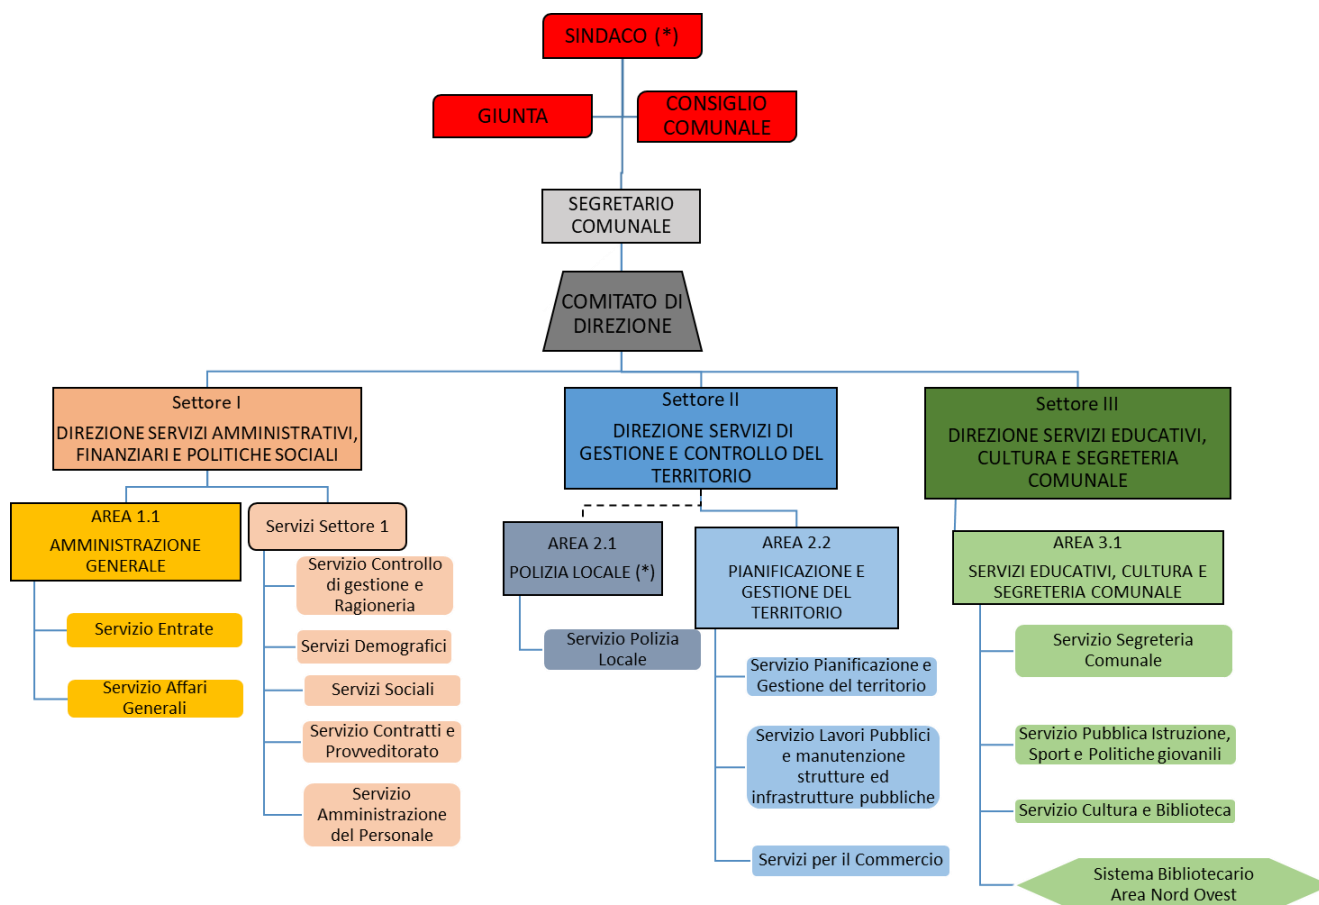 SINDACO (*)
GIUNTA
CONSIGLIO
COMUNALE
SEGRETARIO
COMUNALE
COMITATO DI
DIREZIONE
Settore I
DIREZIONE SERVIZI AMMINISTRATIVI,
FINANZIARI E POLITICHE SOCIALI
Settore II
DIREZIONE SERVIZI DI
GESTIONE E CONTROLLO DEL
TERRITORIO
Settore III
DIREZIONE SERVIZI EDUCATIVI,
CULTURA E SEGRETERIA
COMUNALE
AREA 1.1
AMMINISTRAZIONE
GENERALE
Servizio Entrate
Servizio Affari
Generali
Servizi Settore 1
Servizio Controllo
di gestione e
Ragioneria
Servizi Demografici
Servizi Sociali
Servizio Contratti e
Provveditorato
Servizio
Amministrazione
del Personale
AREA 2.1
POLIZIA LOCALE (*)
Servizio Polizia
Locale
AREA 2.2
PIANIFICAZIONE E
GESTIONE DEL
TERRITORIO
Servizio Pianificazione e
Gestione del territorio
Servizio Lavori Pubblici
e manutenzione
strutture ed
infrastrutture pubbliche
Servizi per il Commercio
AREA 3.1
SERVIZI EDUCATIVI, CULTURA E
SEGRETERIA COMUNALE
Servizio Segreteria
Comunale
Servizio Pubblica Istruzione,
Sport e Politiche giovanili
Servizio Cultura e Biblioteca
Sistema Bibliotecario
Area Nord Ovest